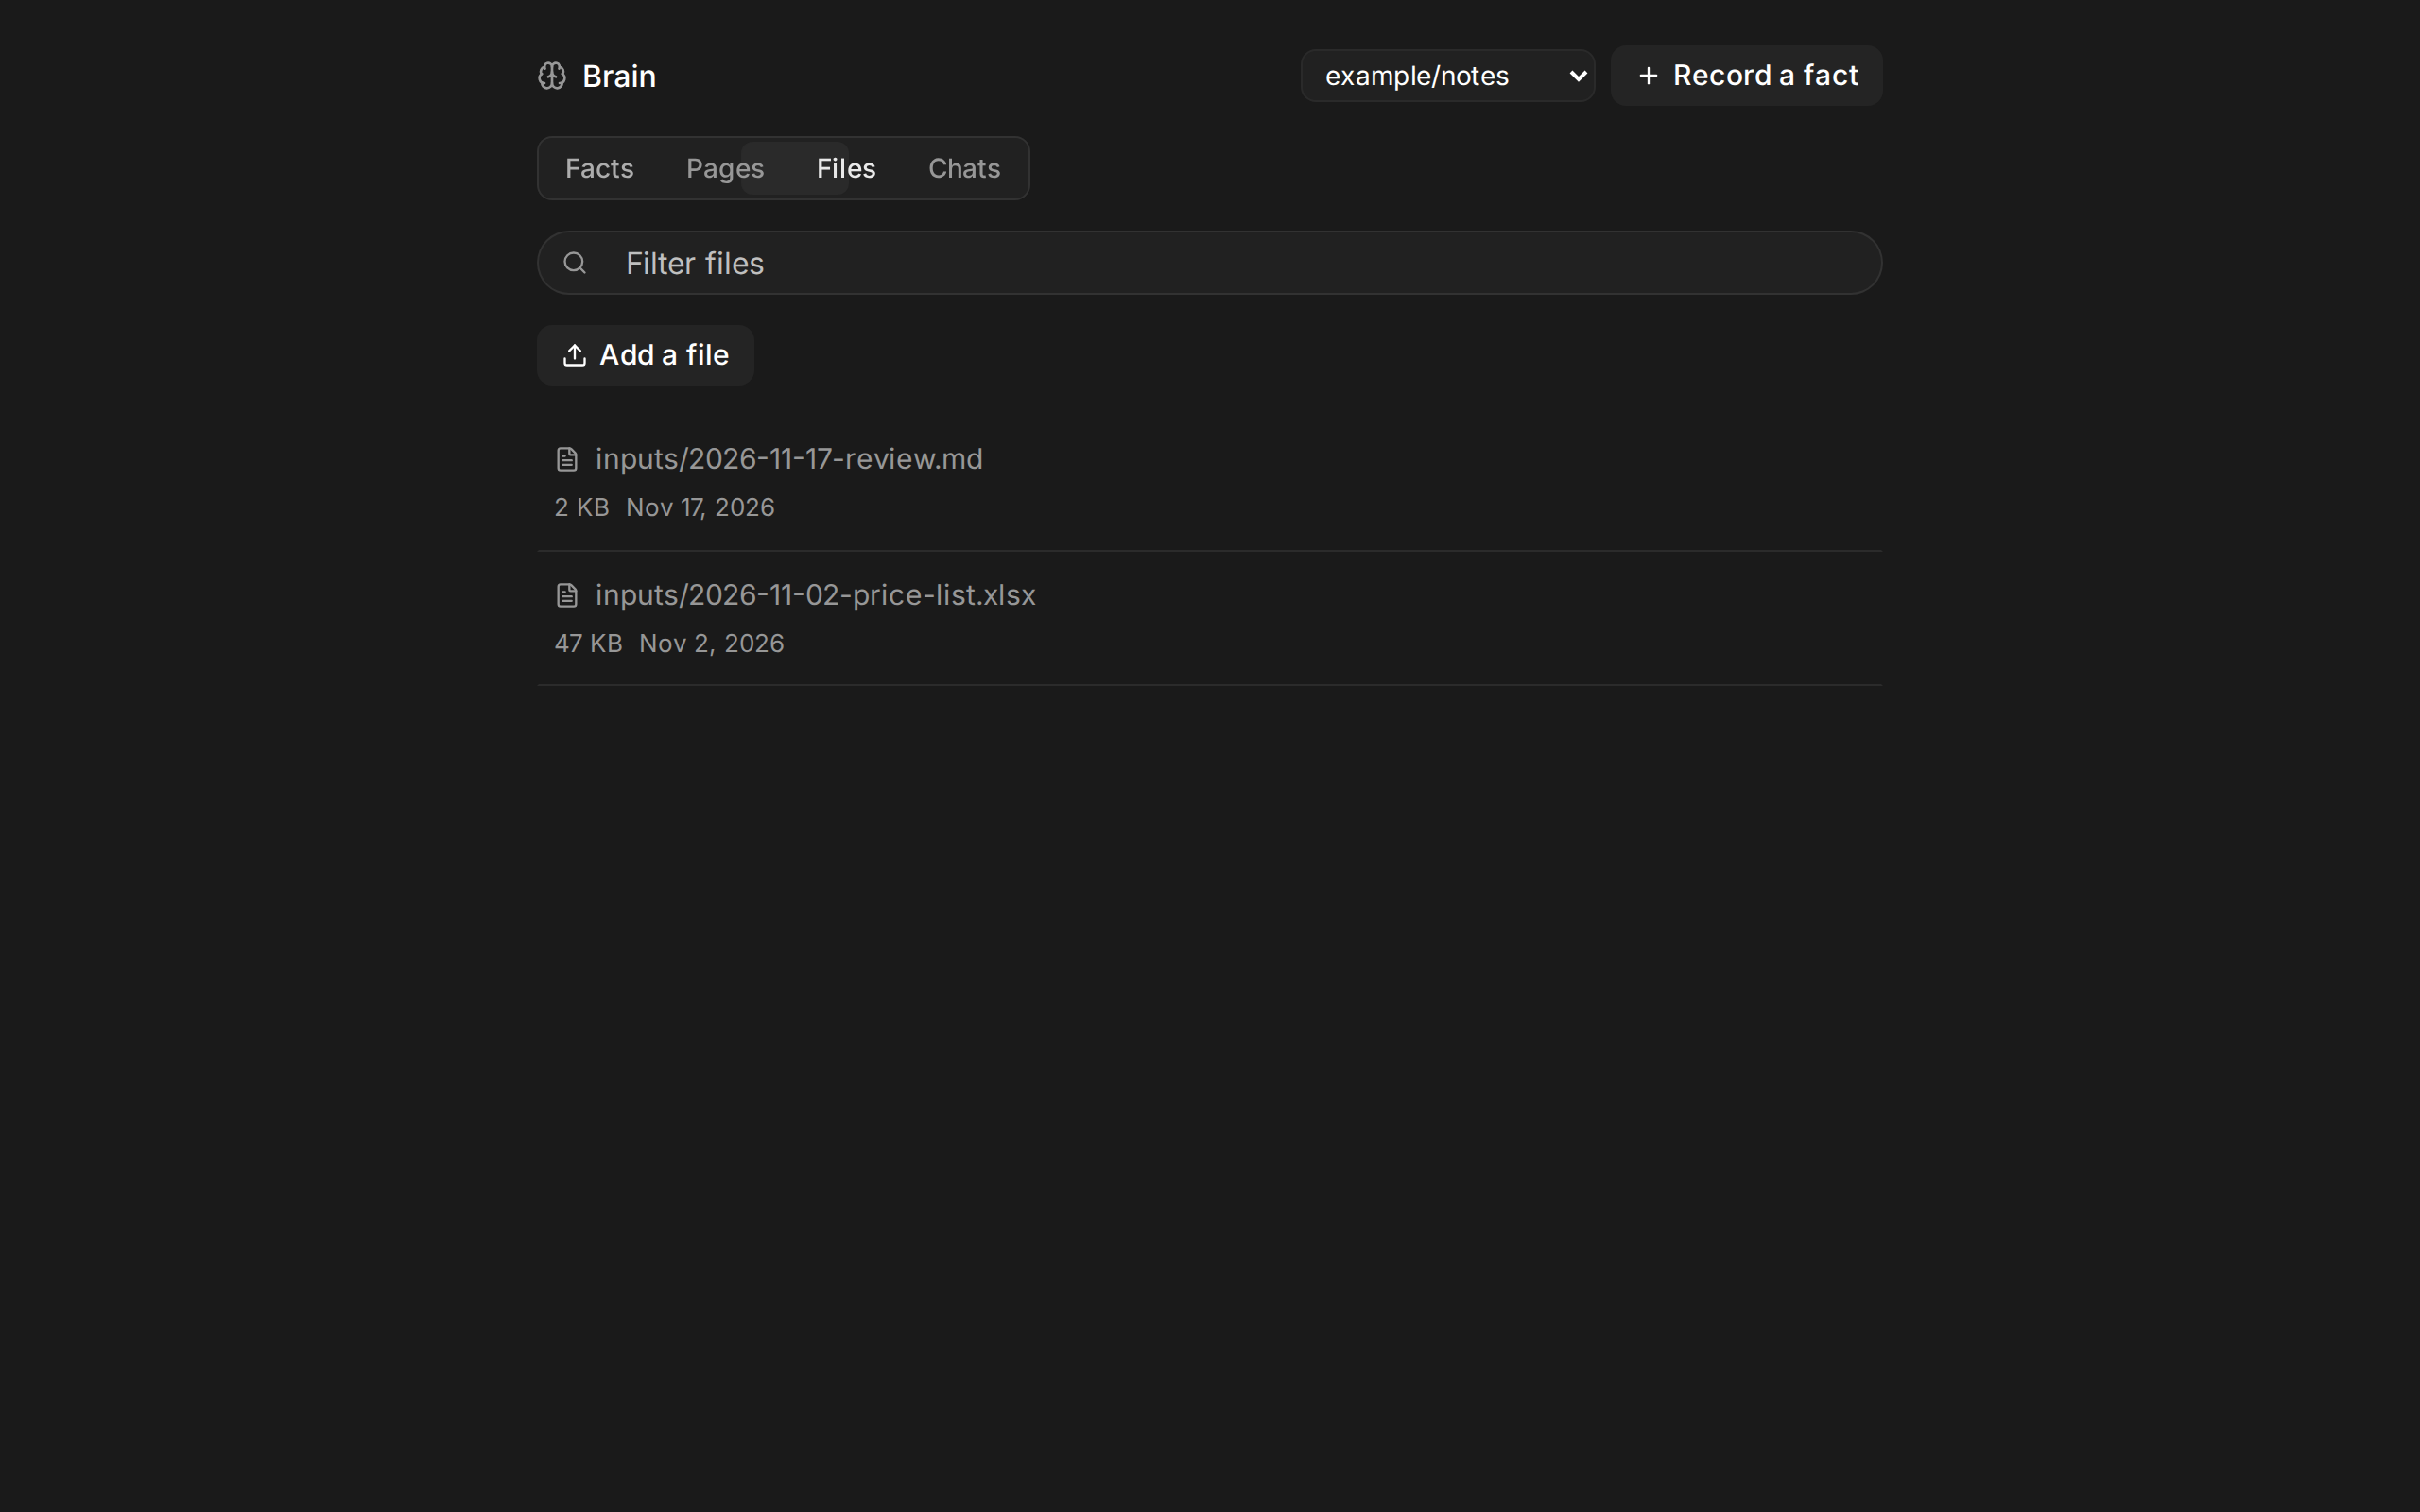 Brain
example/notes
Record a fact
Facts Pages Files Chats
Filter files
Add a file
inputs/2026-11-17-review.md
2 KB Nov 17, 2026
inputs/2026-11-02-price-list.xlsx
47 KB Nov 2, 2026